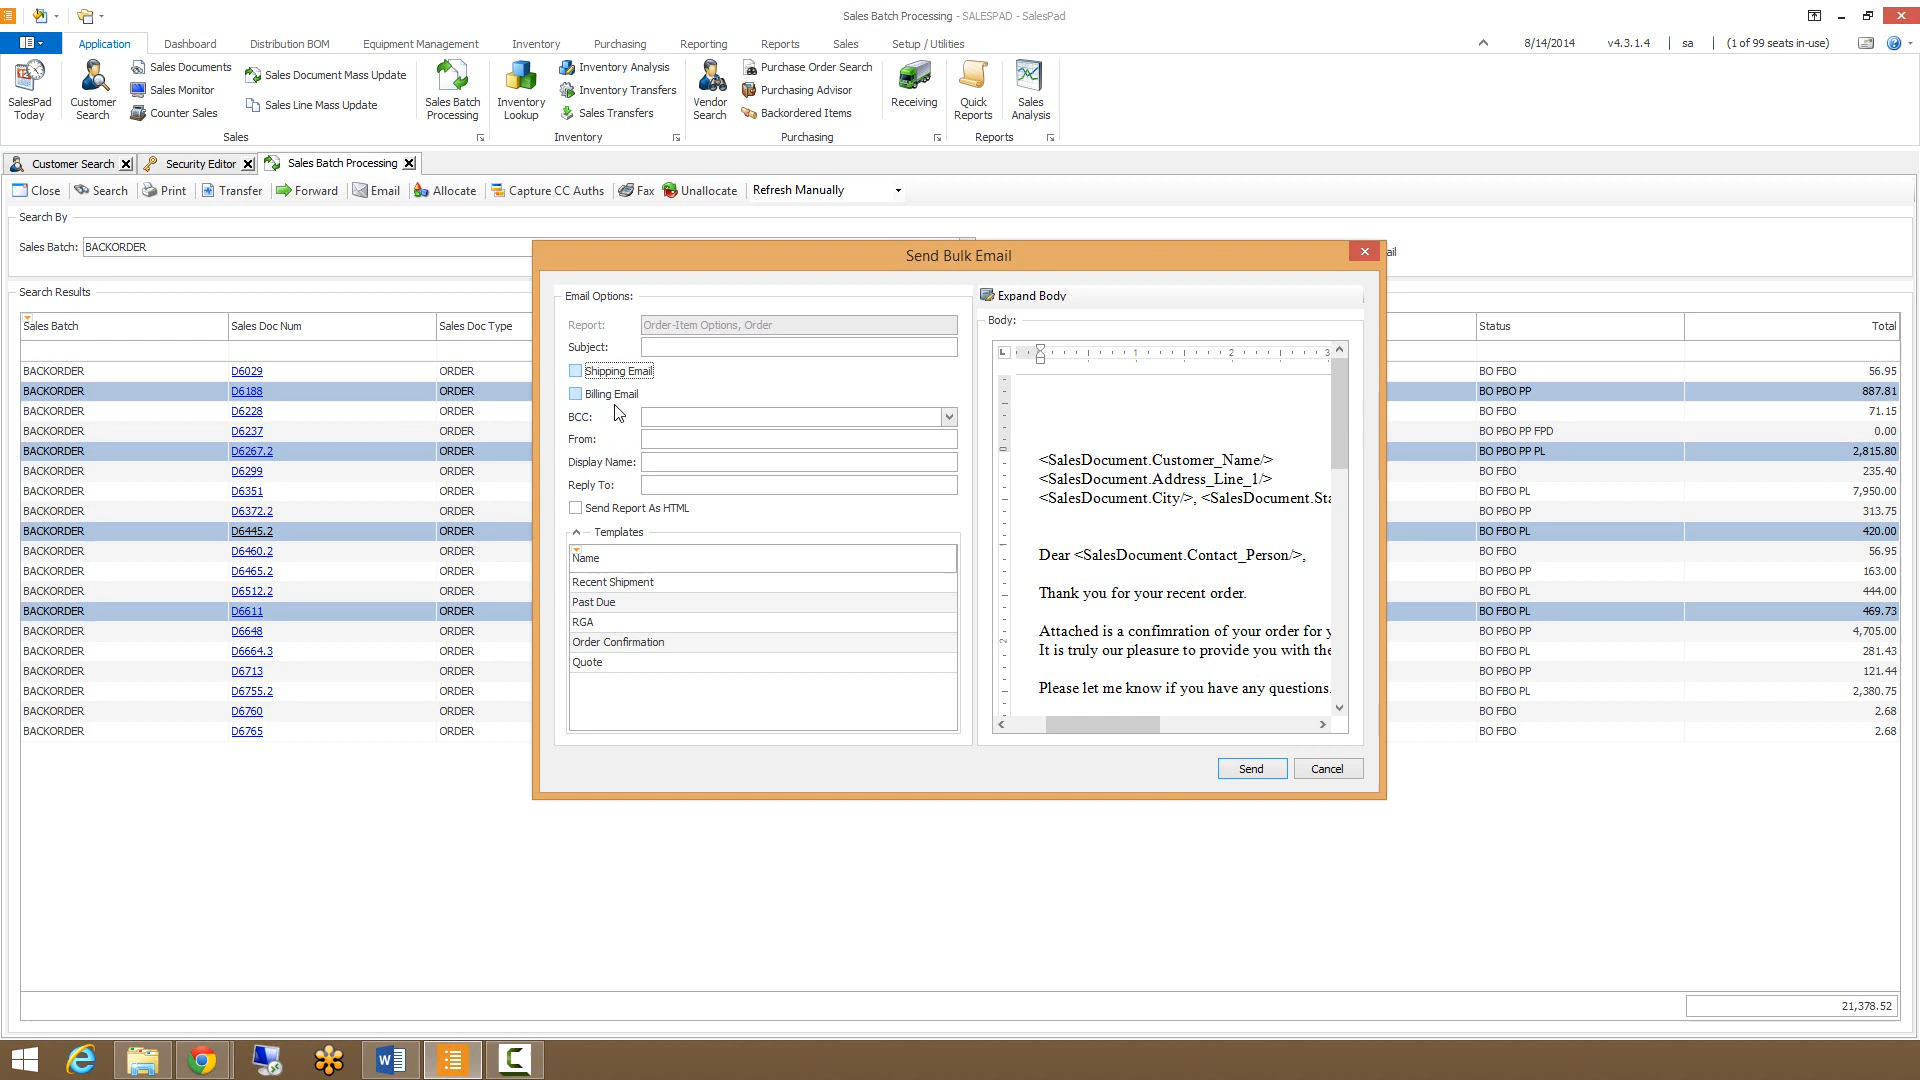 Sales Batch Processing - SALESPAD - SalesPad
Application Dashboard Distribution BOM Equipment Management Inventory Purchasing Reporting Reports Sales Setup / Utilities 8/14/2014 v4.3.1.4 sa (1 of 99 seats in-use)
SalesPad Today
Customer Search
Sales Documents
Sales Monitor
Counter Sales
Sales Document Mass Update
Sales Line Mass Update
Sales Batch Processing
Inventory Lookup
Inventory Analysis
Inventory Transfers
Sales Transfers
Vendor Search
Purchase Order Search
Purchasing Advisor
Backordered Items
Receiving
Quick Reports
Sales Analysis
Sales Inventory Purchasing Reports
Customer Search Security Editor Sales Batch Processing
Close Search Print Transfer Forward Email Allocate Capture CC Auths Fax Unallocate Refresh Manually
Search By
Sales Batch: BACKORDER
ail
Search Results
Sales Batch Sales Doc Num Sales Doc Type Status Total
BACKORDER D6029 ORDER BO FBO 56.95
BACKORDER D6188 ORDER BO PBO PP 887.81
BACKORDER D6228 ORDER BO FBO 71.15
BACKORDER D6237 ORDER BO PBO PP FPD 0.00
BACKORDER D6267.2 ORDER BO PBO PP PL 2,815.80
BACKORDER D6299 ORDER BO FBO 235.40
BACKORDER D6351 ORDER BO FBO PL 7,950.00
BACKORDER D6372.2 ORDER BO PBO PP 313.75
BACKORDER D6445.2 ORDER BO FBO PL 420.00
BACKORDER D6460.2 ORDER BO FBO 56.95
BACKORDER D6465.2 ORDER BO PBO PP 163.00
BACKORDER D6512.2 ORDER BO FBO PL 444.00
BACKORDER D6611 ORDER BO FBO PL 469.73
BACKORDER D6648 ORDER BO PBO PP 4,705.00
BACKORDER D6664.3 ORDER BO FBO PL 281.43
BACKORDER D6713 ORDER BO PBO PP 121.44
BACKORDER D6755.2 ORDER BO FBO PL 2,380.75
BACKORDER D6760 ORDER BO FBO 2.68
BACKORDER D6765 ORDER BO FBO 2.68
21,378.52
Send Bulk Email
Email Options:
Report: Order-Item Options, Order
Subject:
Shipping Email
Billing Email
BCC:
From:
Display Name:
Reply To:
Send Report As HTML
Templates
Name
Recent Shipment
Past Due
RGA
Order Confirmation
Quote
Expand Body
Body:
1 2 3
0
2
<SalesDocument.Customer_Name/>
<SalesDocument.Address_Line_1/>
<SalesDocument.City/>, <SalesDocument.Sta
Dear <SalesDocument.Contact_Person/>,
Thank you for your recent order.
Attached is a confimration of your order for y
It is truly our pleasure to provide you with the
Please let me know if you have any questions.
Send Cancel